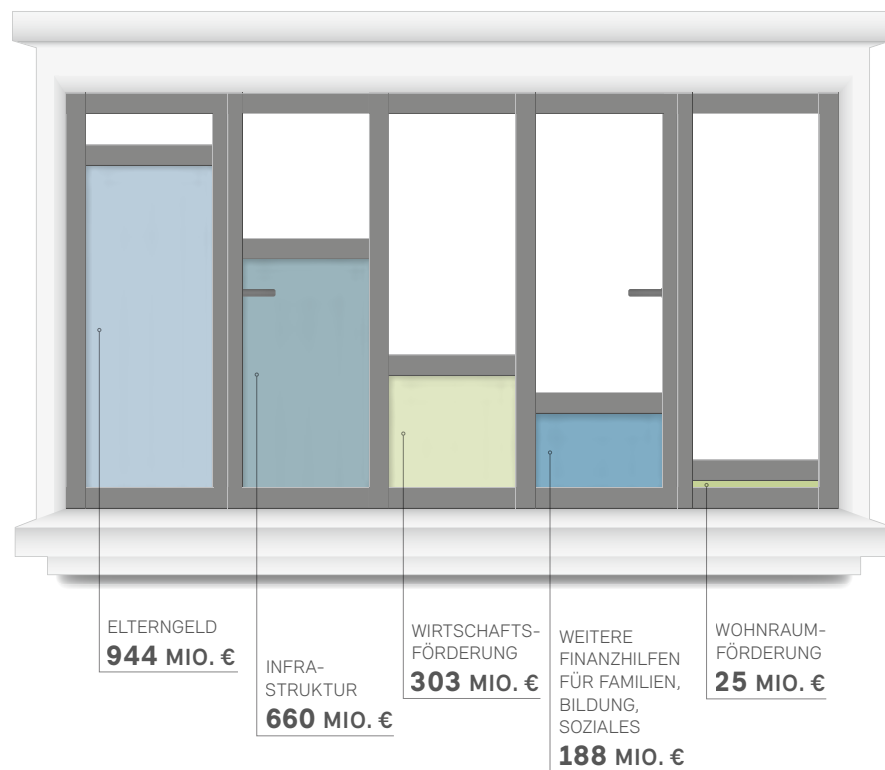 ELTERNGELD
944 MIO. €
INFRA-
STRUKTUR
660 MIO. €
WIRTSCHAFTS-
FÖRDERUNG
303 MIO. €
WEITERE
FINANZHILFEN
FÜR FAMILIEN,
BILDUNG,
SOZIALES
188 MIO. €
WOHNRAUM-
FÖRDERUNG
25 MIO. €